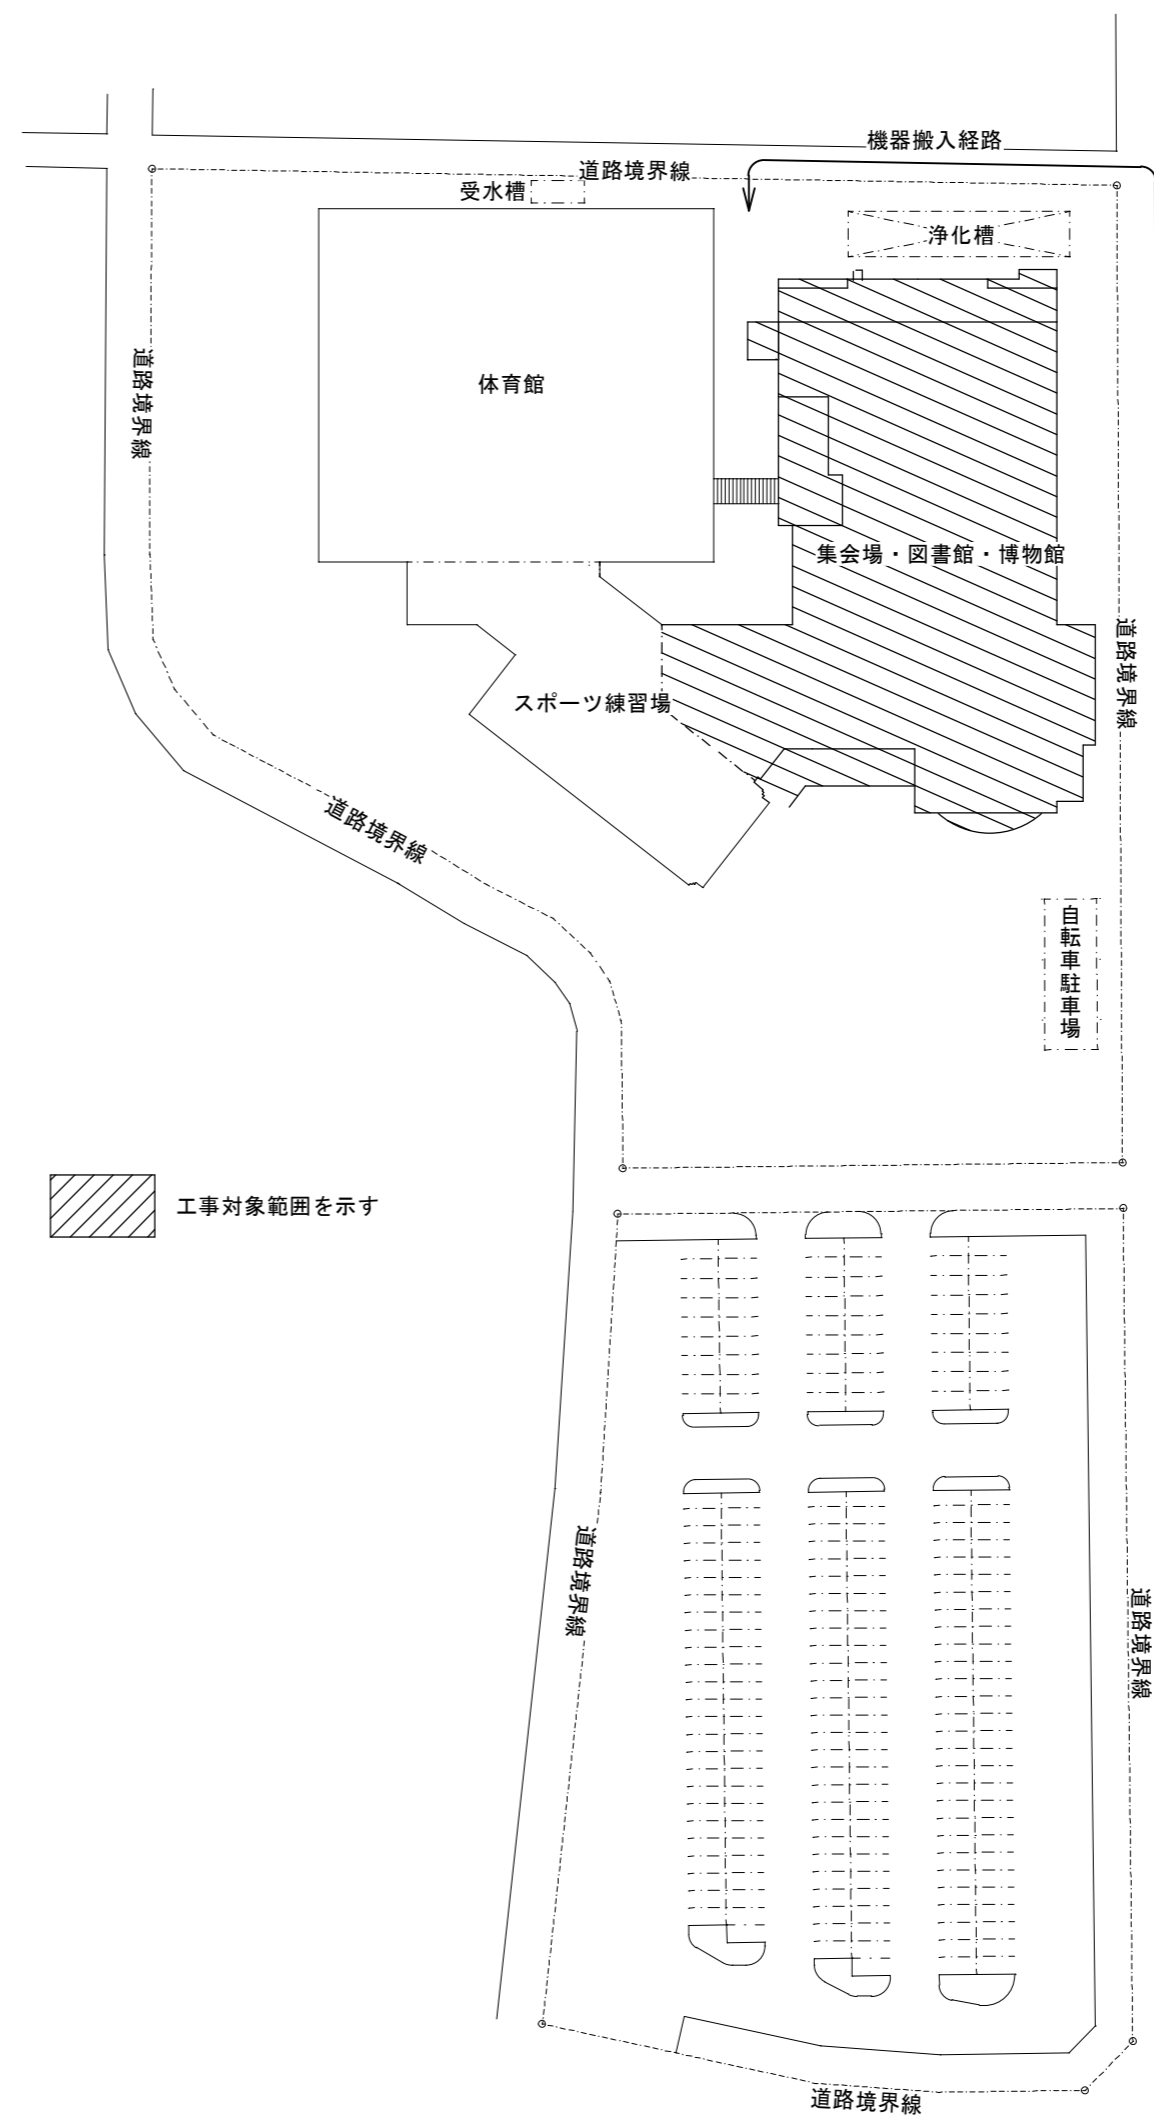 機器搬入経路
道路境界線
受水槽
浄化槽
道路境界線
体育館
集会場・図書館・博物館
道路境界線
スポーツ練習場
道路境界線
自転車駐車場
工事対象範囲を示す
道路境界線
道路境界線
道路境界線